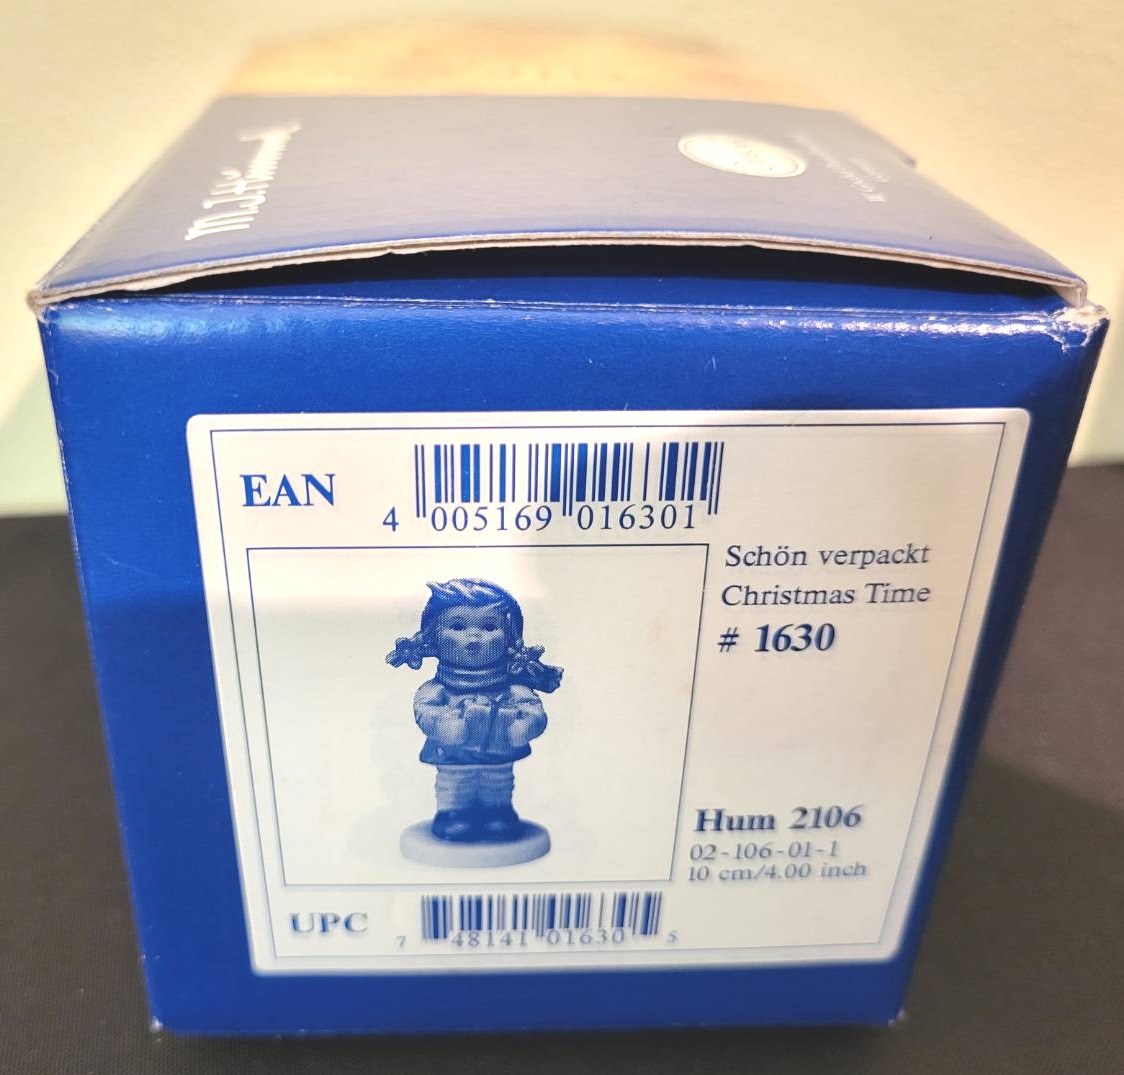 M.J.Hummel
EAN
4 005169 016301
Schön verpackt
Christmas Time
# 1630
Hum 2106
02-106-01-1
10 cm/4.00 inch
UPC
7 48141 01630 5